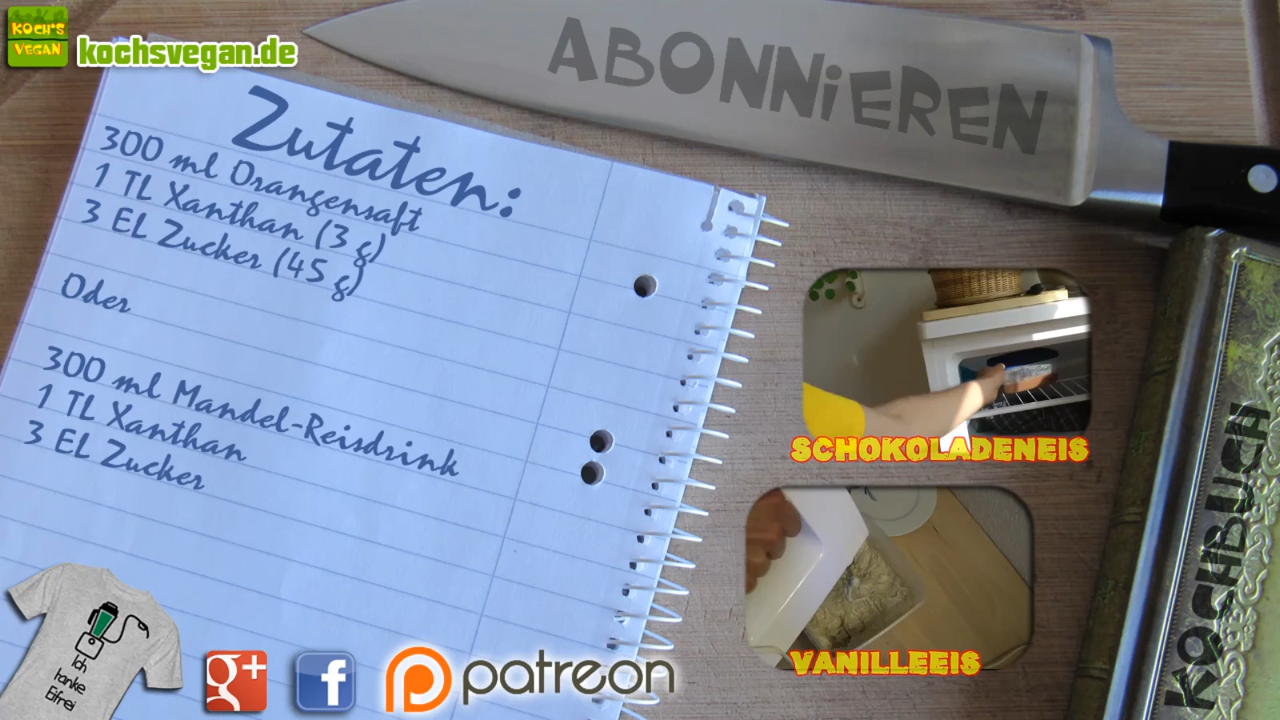 KOCH'S
VEGAN
kochsvegan.de
ABONNiEREN
Zutaten:
300 ml Orangensaft
1 TL Xanthan (3 g)
3 EL Zucker (45 g)
Oder
300 ml Mandel-Reisdrink
1 TL Xanthan
3 EL Zucker
SCHOKOLADENEIS
VANILLEEIS
KOCHBUCH
Ich
tanke
Eifrei
g+
f
patreon